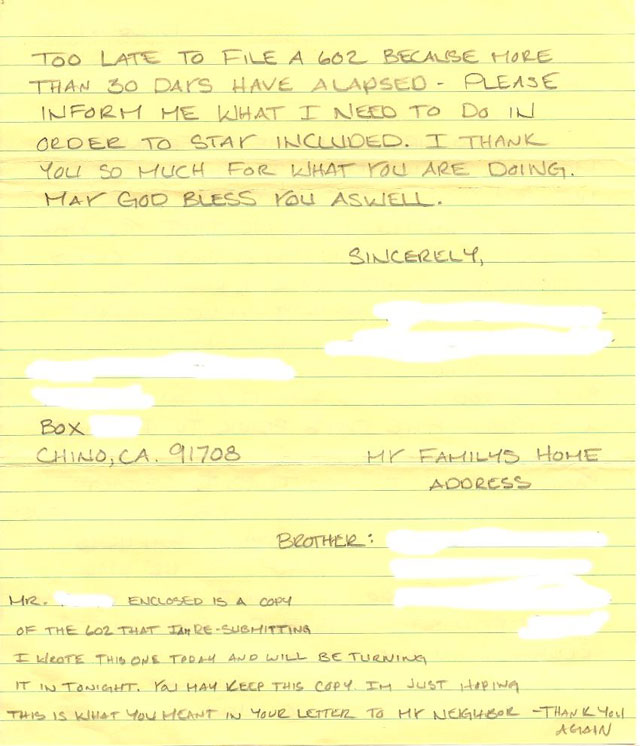 TOO LATE TO FILE A 602 BECAUSE MORE
THAN 30 DAYS HAVE ALAPSED - PLEASE
INFORM ME WHAT I NEED TO DO IN
ORDER TO STAY INCLUDED. I THANK
YOU SO MUCH FOR WHAT YOU ARE DOING.
MAY GOD BLESS YOU ASWELL.
SINCERELY,
BOX
CHINO, CA. 91708
MY FAMILYS HOME
ADDRESS
BROTHER:
MR. ENCLOSED IS A COPY
OF THE 602 THAT I AM RE-SUBMITTING
I WROTE THIS ONE TODAY AND WILL BE TURNING
IT IN TONIGHT. YOU MAY KEEP THIS COPY. IM JUST HOPING
THIS IS WHAT YOU MEANT IN YOUR LETTER TO MY NEIGHBOR - THANK YOU
AGAIN